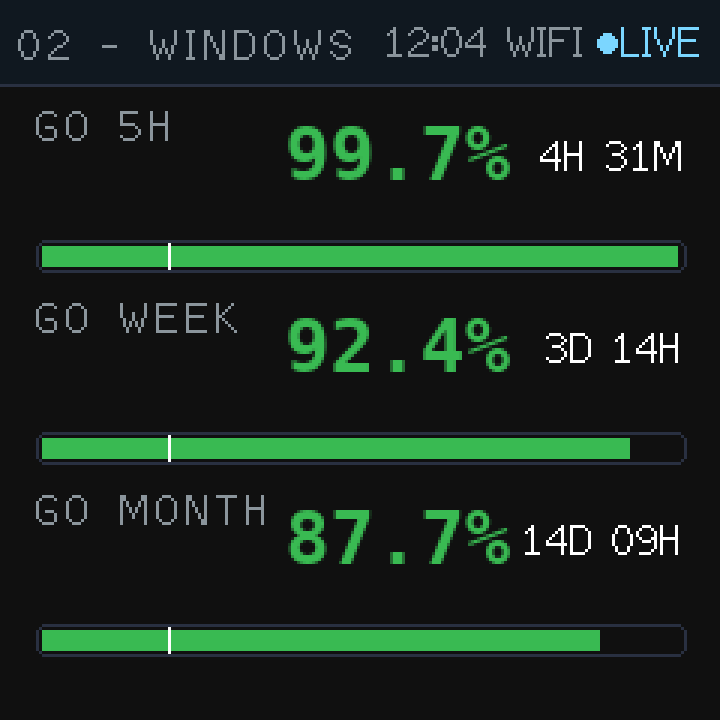 02 - WINDOWS 12:04 WIFI ●LIVE
GO 5H 99.7% 4H 31M
GO WEEK 92.4% 3D 14H
GO MONTH 87.7% 14D 09H